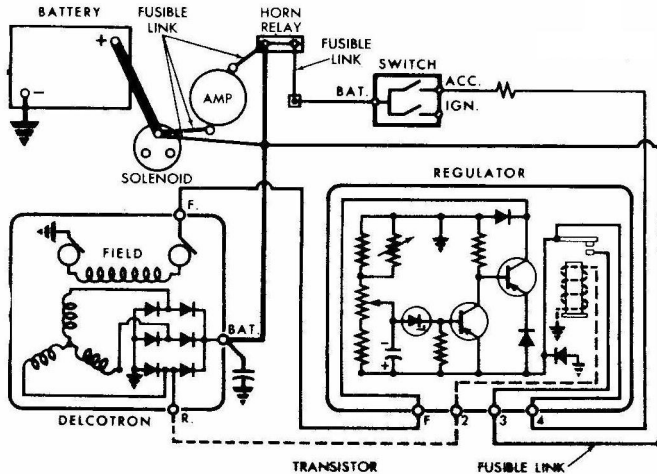 BATTERY
FUSIBLE
LINK
HORN
RELAY
FUSIBLE
LINK
SWITCH
ACC.
BAT.
IGN.
AMP
+
-
SOLENOID
REGULATOR
F.
FIELD
BAT.
DELCOTRON
R.
-
+
F
2
3
4
TRANSISTOR
FUSIBLE LINK